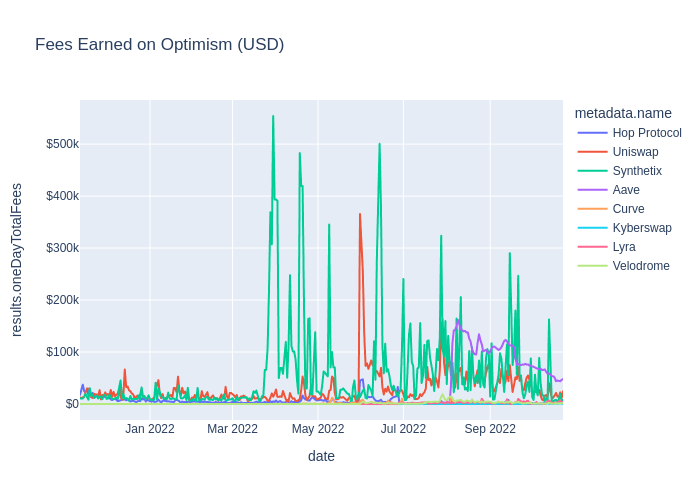 Fees Earned on Optimism (USD)
metadata.name
Hop Protocol
Uniswap
Synthetix
Aave
Curve
Kyberswap
Lyra
Velodrome
results.oneDayTotalFees
$500k
$400k
$300k
$200k
$100k
$0
Jan 2022
Mar 2022
May 2022
Jul 2022
Sep 2022
date